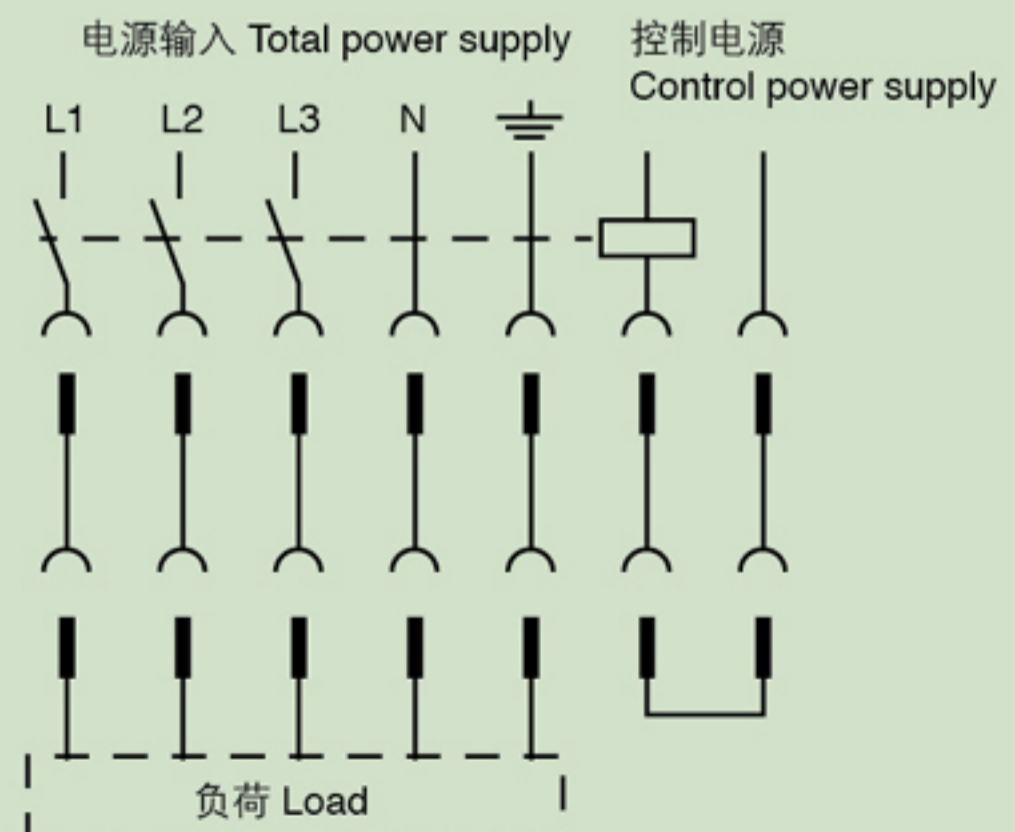 电源输入 Total power supply
控制电源
Control power supply
L1 L2 L3 N
负荷 Load